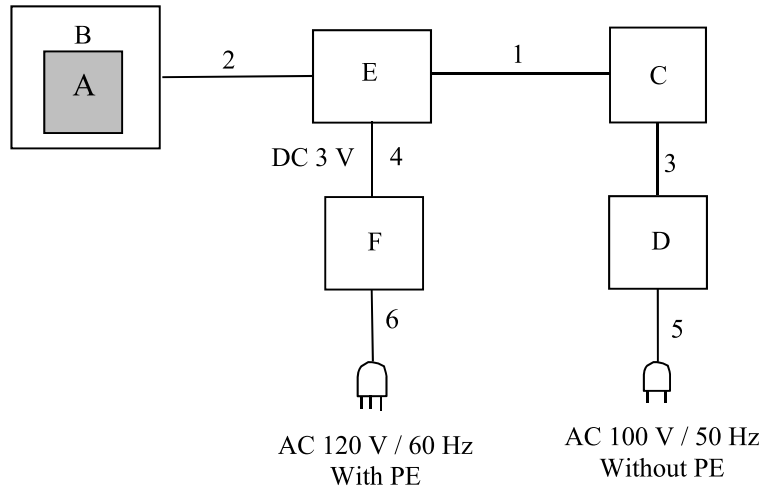 B
A
2
E
1
C
DC 3 V
4
3
F
D
6
5
AC 120 V / 60 Hz
With PE
AC 100 V / 50 Hz
Without PE